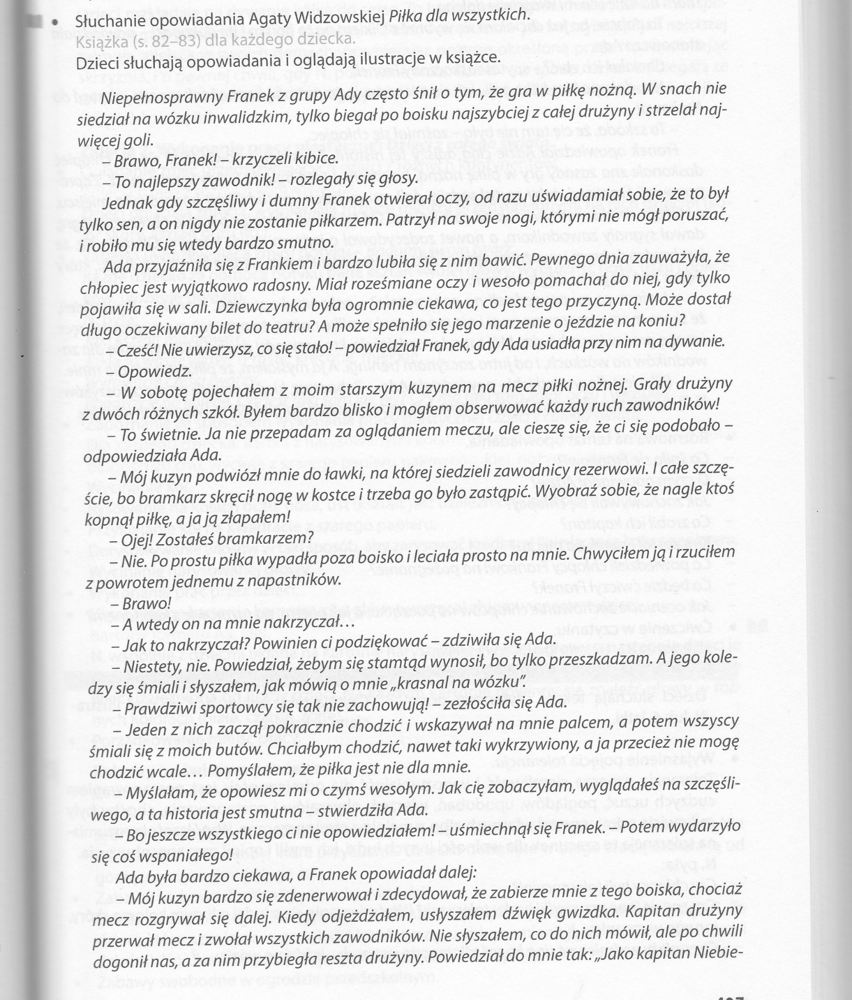 • Słuchanie opowiadania Agaty Widzowskiej Piłka dla wszystkich.
Książka (s. 82–83) dla każdego dziecka.
Dzieci słuchają opowiadania i oglądają ilustracje w książce.
Niepełnosprawny Franek z grupy Ady często śnił o tym, że gra w piłkę nożną. W snach nie
siedział na wózku inwalidzkim, tylko biegał po boisku najszybciej z całej drużyny i strzelał naj-
więcej goli.
– Brawo, Franek! – krzyczeli kibice.
– To najlepszy zawodnik! – rozlegały się głosy.
Jednak gdy szczęśliwy i dumny Franek otwierał oczy, od razu uświadamiał sobie, że to był
tylko sen, a on nigdy nie zostanie piłkarzem. Patrzył na swoje nogi, którymi nie mógł poruszać,
i robiło mu się wtedy bardzo smutno.
Ada przyjaźniła się z Frankiem i bardzo lubiła się z nim bawić. Pewnego dnia zauważyła, że
chłopiec jest wyjątkowo radosny. Miał roześmiane oczy i wesoło pomachał do niej, gdy tylko
pojawiła się w sali. Dziewczynka była ogromnie ciekawa, co jest tego przyczyną. Może dostał
długo oczekiwany bilet do teatru? A może spełniło się jego marzenie o jeździe na koniu?
– Cześć! Nie uwierzysz, co się stało! – powiedział Franek, gdy Ada usiadła przy nim na dywanie.
– Opowiedz.
– W sobotę pojechałem z moim starszym kuzynem na mecz piłki nożnej. Grały drużyny
z dwóch różnych szkół. Byłem bardzo blisko i mogłem obserwować każdy ruch zawodników!
– To świetnie. Ja nie przepadam za oglądaniem meczu, ale cieszę się, że ci się podobało –
odpowiedziała Ada.
– Mój kuzyn podwiózł mnie do ławki, na której siedzieli zawodnicy rezerwowi. I całe szczę-
ście, bo bramkarz skręcił nogę w kostce i trzeba go było zastąpić. Wyobraź sobie, że nagle ktoś
kopnął piłkę, a ja ją złapałem!
– Ojej! Zostałeś bramkarzem?
– Nie. Po prostu piłka wypadła poza boisko i leciała prosto na mnie. Chwyciłem ją i rzuciłem
z powrotem jednemu z napastników.
– Brawo!
– A wtedy on na mnie nakrzyczał…
– Jak to nakrzyczał? Powinien ci podziękować – zdziwiła się Ada.
– Niestety, nie. Powiedział, żebym się stamtąd wynosił, bo tylko przeszkadzam. A jego kole-
dzy się śmiali i słyszałem, jak mówią o mnie „krasnal na wózku”.
– Prawdziwi sportowcy się tak nie zachowują! – zezłościła się Ada.
– Jeden z nich zaczął pokracznie chodzić i wskazywał na mnie palcem, a potem wszyscy
śmiali się z moich butów. Chciałbym chodzić, nawet taki wykrzywiony, a ja przecież nie mogę
chodzić wcale… Pomyślałem, że piłka jest nie dla mnie.
– Myślałam, że opowiesz mi o czymś wesołym. Jak cię zobaczyłam, wyglądałeś na szczęśli-
wego, a ta historia jest smutna – stwierdziła Ada.
– Bo jeszcze wszystkiego ci nie opowiedziałem! – uśmiechnął się Franek. – Potem wydarzyło
się coś wspaniałego!
Ada była bardzo ciekawa, a Franek opowiadał dalej:
– Mój kuzyn bardzo się zdenerwował i zdecydował, że zabierze mnie z tego boiska, chociaż
mecz rozgrywał się dalej. Kiedy odjeżdżałem, usłyszałem dźwięk gwizdka. Kapitan drużyny
przerwał mecz i zwołał wszystkich zawodników. Nie słyszałem, co do nich mówił, ale po chwili
dogonił nas, a za nim przybiegła reszta drużyny. Powiedział do mnie tak: „Jako kapitan Niebie-